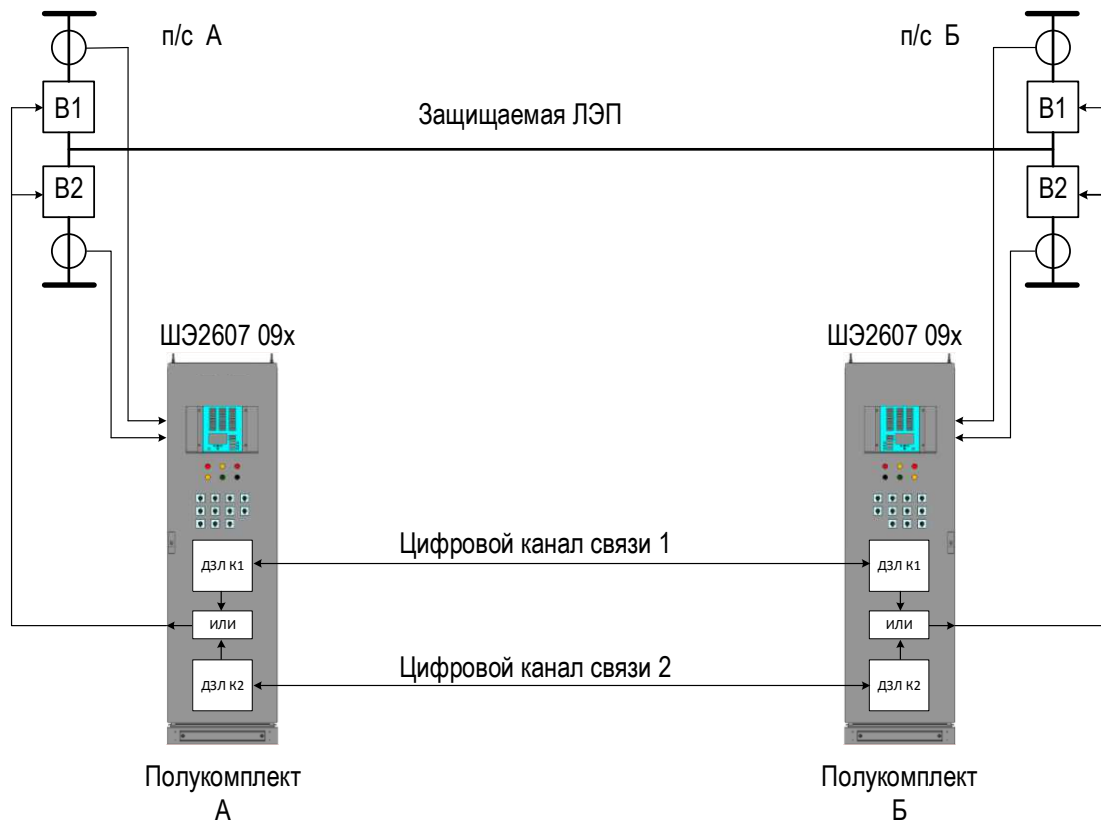 п/с А
п/с Б
В1
В1
Защищаемая ЛЭП
В2
В2
ШЭ2607 09х
ШЭ2607 09х
Цифровой канал связи 1
ДЗЛ К1
ДЗЛ К1
ИЛИ
ИЛИ
Цифровой канал связи 2
ДЗЛ К2
ДЗЛ К2
Полукомплект
А
Полукомплект
Б